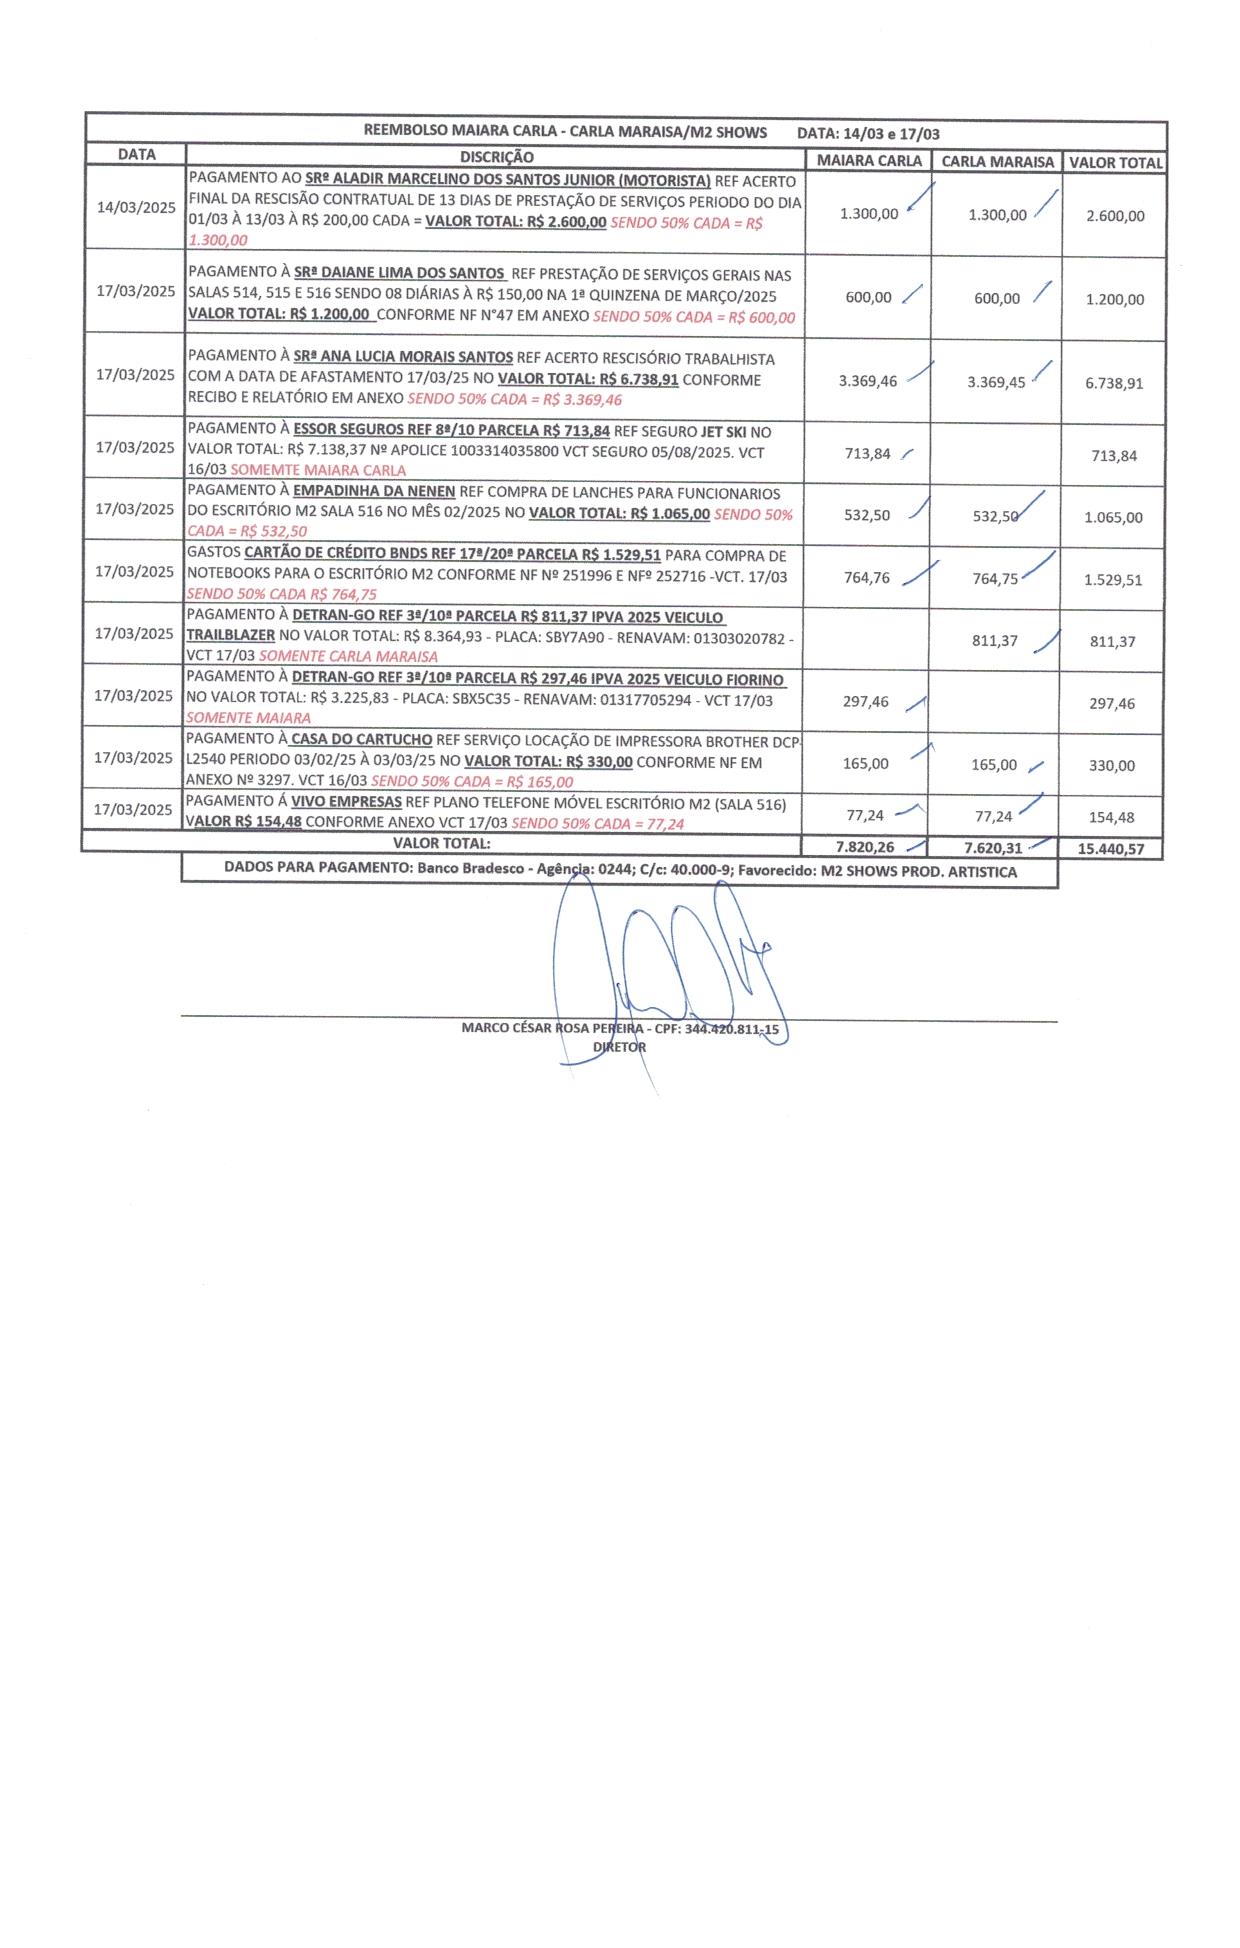 REEMBOLSO MAIARA CARLA - CARLA MARAISA/M2 SHOWS DATA: 14/03 e 17/03
DATA DISCRIÇÃO MAIARA CARLA CARLA MARAISA VALOR TOTAL
PAGAMENTO AO SRº ALADIR MARCELINO DOS SANTOS JUNIOR (MOTORISTA) REF ACERTO
FINAL DA RESCISÃO CONTRATUAL DE 13 DIAS DE PRESTAÇÃO DE SERVIÇOS PERIODO DO DIA
14/03/2025 01/03 À 13/03 À R$ 200,00 CADA = VALOR TOTAL: R$ 2.600,00 SENDO 50% CADA = R$ 1.300,00 1.300,00 2.600,00
1.300,00
PAGAMENTO À SRª DAIANE LIMA DOS SANTOS REF PRESTAÇÃO DE SERVIÇOS GERAIS NAS
17/03/2025 SALAS 514, 515 E 516 SENDO 08 DIÁRIAS À R$ 150,00 NA 1ª QUINZENA DE MARÇO/2025 600,00 600,00 1.200,00
VALOR TOTAL: R$ 1.200,00 CONFORME NF N°47 EM ANEXO SENDO 50% CADA = R$ 600,00
PAGAMENTO À SRª ANA LUCIA MORAIS SANTOS REF ACERTO RESCISÓRIO TRABALHISTA
17/03/2025 COM A DATA DE AFASTAMENTO 17/03/25 NO VALOR TOTAL: R$ 6.738,91 CONFORME 3.369,46 3.369,45 6.738,91
RECIBO E RELATÓRIO EM ANEXO SENDO 50% CADA = R$ 3.369,46
PAGAMENTO À ESSOR SEGUROS REF 8ª/10 PARCELA R$ 713,84 REF SEGURO JET SKI NO
17/03/2025 VALOR TOTAL: R$ 7.138,37 Nº APOLICE 1003314035800 VCT SEGURO 05/08/2025. VCT 713,84 713,84
16/03 SOMEMTE MAIARA CARLA
PAGAMENTO À EMPADINHA DA NENEN REF COMPRA DE LANCHES PARA FUNCIONARIOS
17/03/2025 DO ESCRITÓRIO M2 SALA 516 NO MÊS 02/2025 NO VALOR TOTAL: R$ 1.065,00 SENDO 50% 532,50 532,50 1.065,00
CADA = R$ 532,50
GASTOS CARTÃO DE CRÉDITO BNDS REF 17ª/20ª PARCELA R$ 1.529,51 PARA COMPRA DE
17/03/2025 NOTEBOOKS PARA O ESCRITÓRIO M2 CONFORME NF Nº 251996 E NFº 252716 -VCT. 17/03 764,76 764,75 1.529,51
SENDO 50% CADA R$ 764,75
PAGAMENTO À DETRAN-GO REF 3ª/10ª PARCELA R$ 811,37 IPVA 2025 VEICULO
17/03/2025 TRAILBLAZER NO VALOR TOTAL: R$ 8.364,93 - PLACA: SBY7A90 - RENAVAM: 01303020782 - 811,37 811,37
VCT 17/03 SOMENTE CARLA MARAISA
PAGAMENTO À DETRAN-GO REF 3ª/10ª PARCELA R$ 297,46 IPVA 2025 VEICULO FIORINO
17/03/2025 NO VALOR TOTAL: R$ 3.225,83 - PLACA: SBX5C35 - RENAVAM: 01317705294 - VCT 17/03 297,46 297,46
SOMENTE MAIARA
PAGAMENTO À CASA DO CARTUCHO REF SERVIÇO LOCAÇÃO DE IMPRESSORA BROTHER DCP-
17/03/2025 L2540 PERIODO 03/02/25 À 03/03/25 NO VALOR TOTAL: R$ 330,00 CONFORME NF EM 165,00 165,00 330,00
ANEXO Nº 3297. VCT 16/03 SENDO 50% CADA = R$ 165,00
17/03/2025 PAGAMENTO Á VIVO EMPRESAS REF PLANO TELEFONE MÓVEL ESCRITÓRIO M2 (SALA 516) 77,24 77,24 154,48
VALOR R$ 154,48 CONFORME ANEXO VCT 17/03 SENDO 50% CADA = 77,24
VALOR TOTAL: 7.820,26 7.620,31 15.440,57
DADOS PARA PAGAMENTO: Banco Bradesco - Agência: 0244; C/c: 40.000-9; Favorecido: M2 SHOWS PROD. ARTISTICA
MARCO CÉSAR ROSA PEREIRA - CPF: 344.420.811-15
DIRETOR